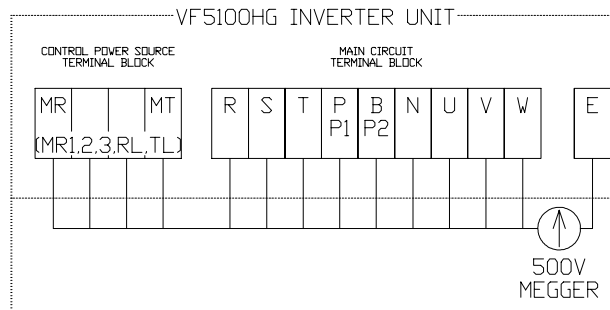 VF5100HG INVERTER UNIT
CONTROL POWER SOURCE
TERMINAL BLOCK
MAIN CIRCUIT
TERMINAL BLOCK
MR MT
(MR1,2,3,RL,TL)
R S T P B N U V W E
P1 P2
500V
MEGGER